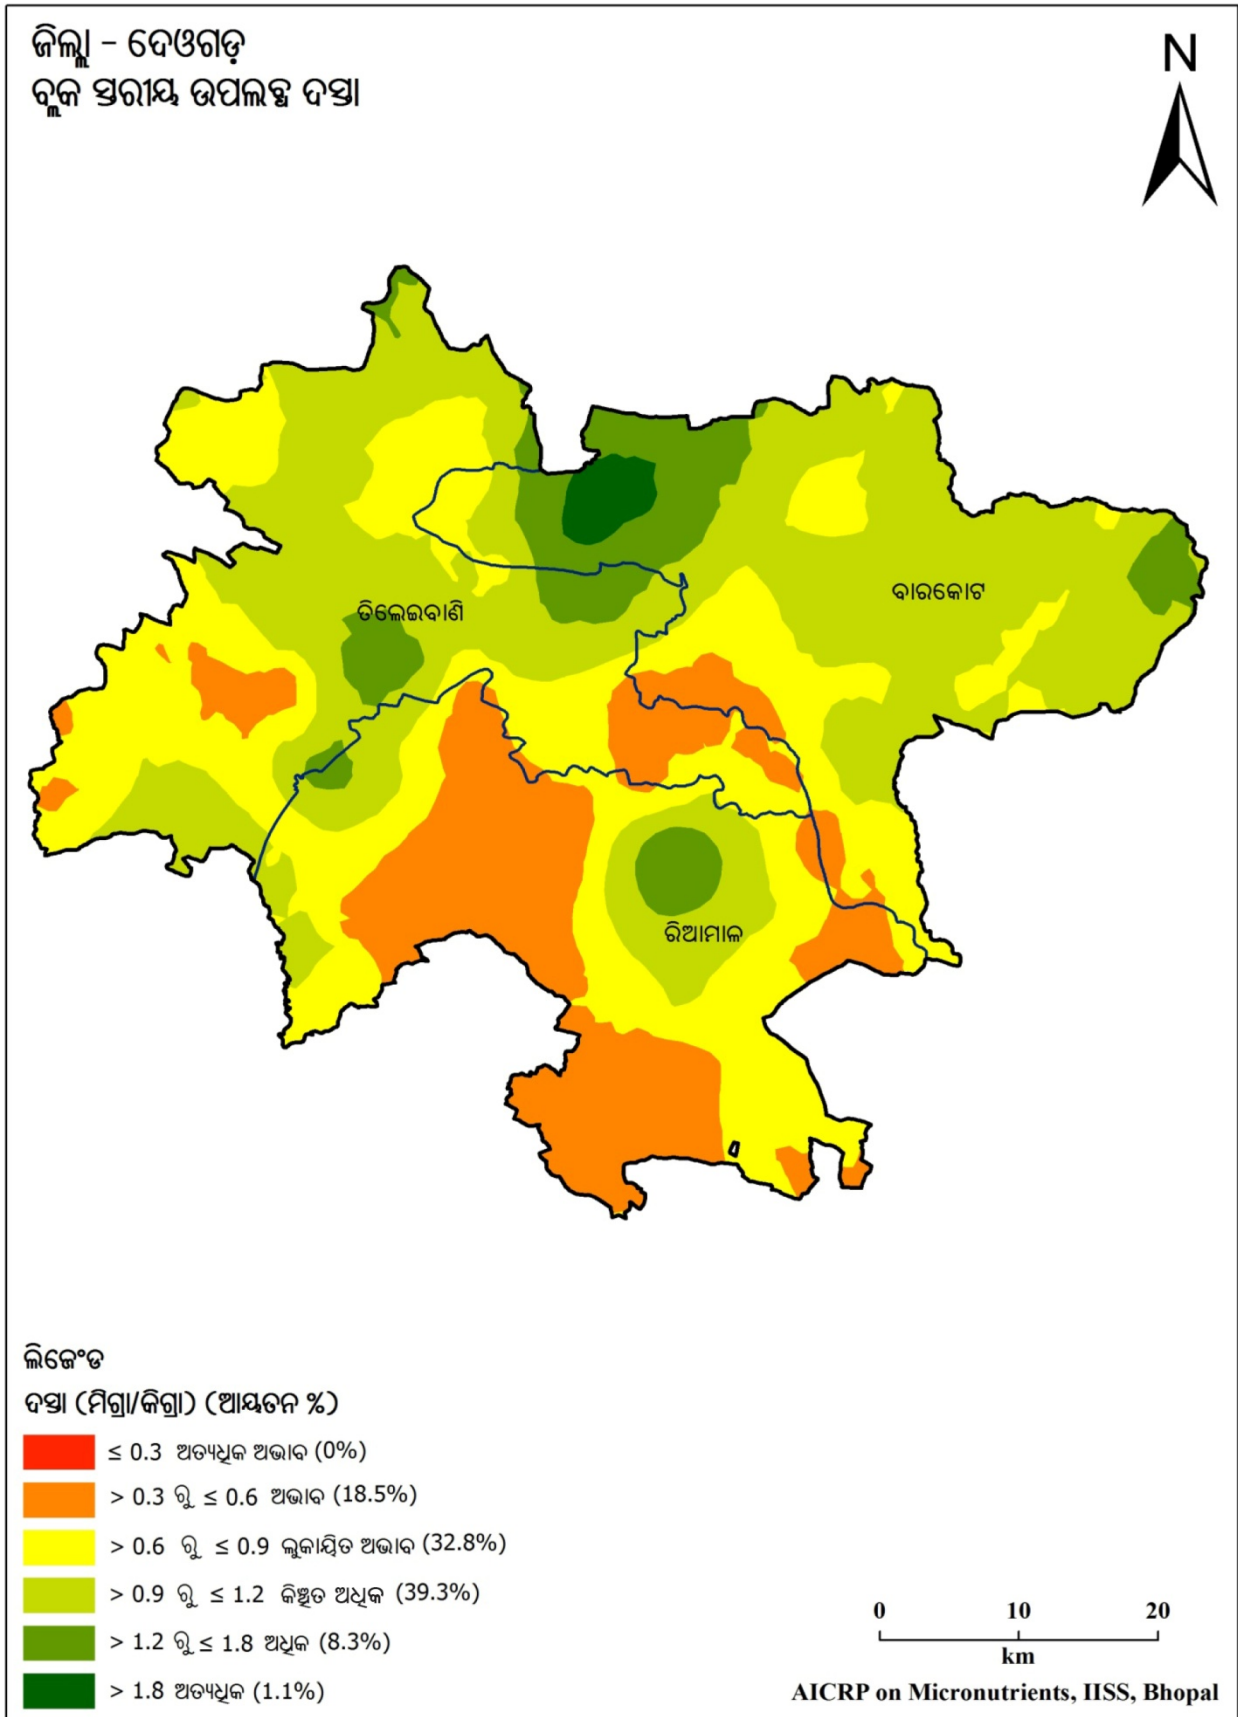 ଜିଲ୍ଲା - ଦେଓଗଡ଼
ବ୍ଲକ ସ୍ତରୀୟ ଉପଲବ୍ଧ ଦସ୍ତା
N
ତିଲେଇବାଣି
ବାରକୋଟ
ରିଆମାଳ
ଲିଜେଂଡ
ଦସ୍ତା (ମିଗ୍ରା/କିଗ୍ରା) (ଆୟତନ %)
≤ 0.3 ଅତ୍ୟଧିକ ଅଭାବ (0%)
> 0.3 ରୁ ≤ 0.6 ଅଭାବ (18.5%)
> 0.6 ରୁ ≤ 0.9 ଲୁକାୟିତ ଅଭାବ (32.8%)
> 0.9 ରୁ ≤ 1.2 କିଞ୍ଚିତ ଅଧିକ (39.3%)
> 1.2 ରୁ ≤ 1.8 ଅଧିକ (8.3%)
> 1.8 ଅତ୍ୟଧିକ (1.1%)
0 10 20
km
AICRP on Micronutrients, IISS, Bhopal